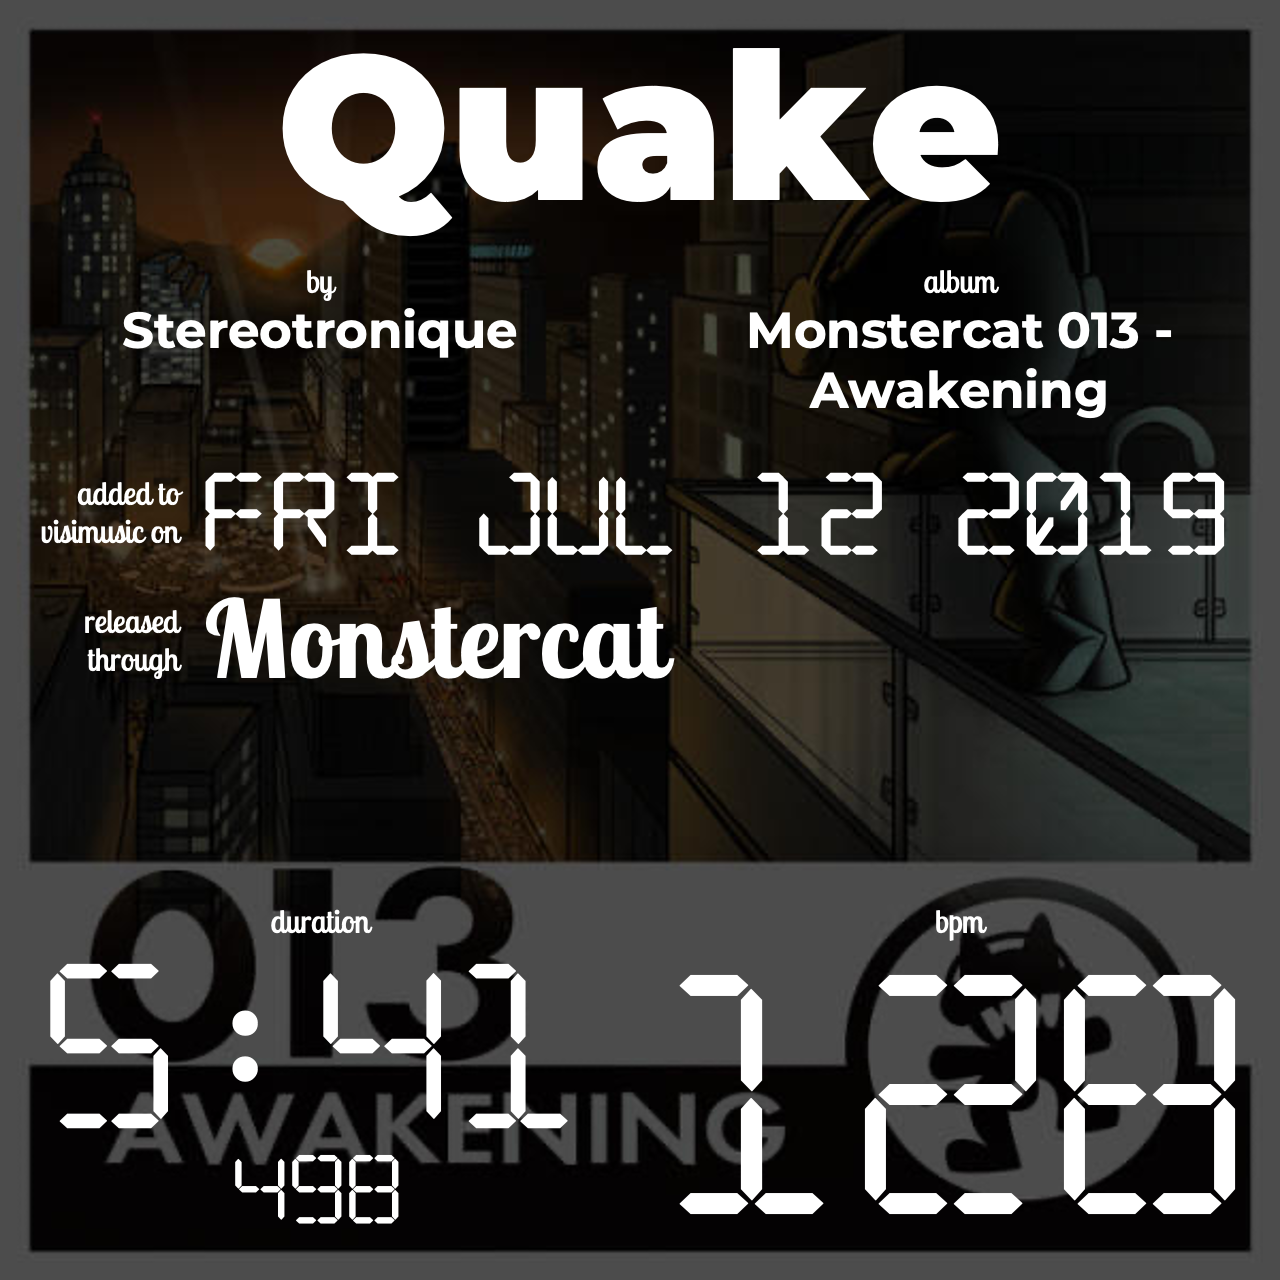 Quake
by
Stereotronique
album
Monstercat 013 -
Awakening
added to
visimusic on
FRI JUL 12 2019
released
through
Monstercat
013
duration
bpm
5:41
128
AWAKENING
498